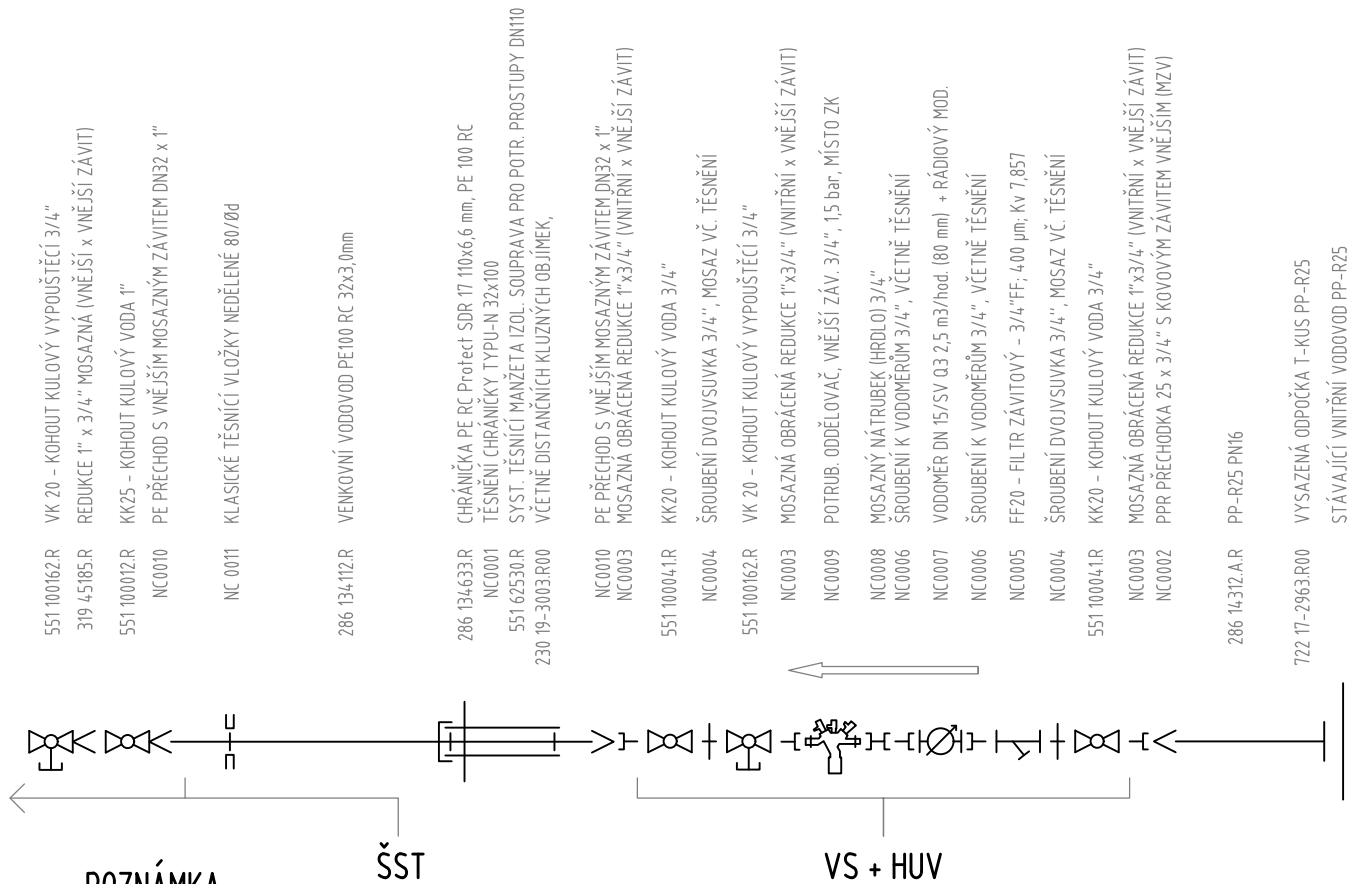 551 100162.R VK 20 - KOHOUT KULOVÝ VYPOUŠTĚCÍ 3/4"
319 45185.R REDUKCE 1" x 3/4" MOSAZNÁ (VNĚJŠÍ x VNĚJŠÍ ZÁVIT)
551 100012.R KK25 - KOHOUT KULOVÝ VODA 1"
NC0010 PE PŘECHOD S VNĚJŠÍM MOSAZNÝM ZÁVITEM DN32 x 1"
NC 0011 KLASICKÉ TĚSNÍCÍ VLOŽKY NEDĚLENÉ 80/Ød
286 134112.R VENKOVNÍ VODOVOD PE100 RC 32x3,0mm
286 134633.R CHRÁNIČKA PE RC Protect SDR 17 110x6,6 mm, PE 100 RC
NC0001 TĚSNĚNÍ CHRÁNIČKY TYPU-N 32x100
551 62530.R SYST. TĚSNÍCÍ MANŽETA IZOL. SOUPRAVA PRO POTR. PROSTUPY DN110
230 19-3003.R00 VČETNĚ DISTANČNÍCH KLUZNÝCH OBJÍMEK,
NC0010 PE PŘECHOD S VNĚJŠÍM MOSAZNÝM ZÁVITEM DN32 x 1"
NC0003 MOSAZNÁ OBRÁCENÁ REDUKCE 1"x3/4" (VNITŘNÍ x VNĚJŠÍ ZÁVIT)
551 100041.R KK20 - KOHOUT KULOVÝ VODA 3/4"
NC0004 ŠROUBENÍ DVOJVSUVKA 3/4", MOSAZ VČ. TĚSNĚNÍ
551 100162.R VK 20 - KOHOUT KULOVÝ VYPOUŠTĚCÍ 3/4"
NC0003 MOSAZNÁ OBRÁCENÁ REDUKCE 1"x3/4" (VNITŘNÍ x VNĚJŠÍ ZÁVIT)
NC0009 POTRUB. ODDĚLOVAČ, VNĚJŠÍ ZÁV. 3/4", 1,5 bar, MÍSTO ZK
NC0008 MOSAZNÝ NÁTRUBEK (HRDLO) 3/4"
NC0006 ŠROUBENÍ K VODOMĚRŮM 3/4", VČETNĚ TĚSNĚNÍ
NC0007 VODOMĚR DN 15/SV Q3 2,5 m3/hod. (80 mm) + RÁDIOVÝ MOD.
NC0006 ŠROUBENÍ K VODOMĚRŮM 3/4", VČETNĚ TĚSNĚNÍ
NC0005 FF20 - FILTR ZÁVITOVÝ - 3/4"FF; 400 µm; Kv 7,857
NC0004 ŠROUBENÍ DVOJVSUVKA 3/4", MOSAZ VČ. TĚSNĚNÍ
551 100041.R KK20 - KOHOUT KULOVÝ VODA 3/4"
NC0003 MOSAZNÁ OBRÁCENÁ REDUKCE 1"x3/4" (VNITŘNÍ x VNĚJŠÍ ZÁVIT)
NC0002 PPR PŘECHODKA 25 x 3/4" S KOVOVÝM ZÁVITEM VNĚJŠÍM (MZV)
286 14312.A.R PP-R25 PN16
722 17-2963.R00 VYSAZENÁ ODPOČKA T-KUS PP-R25
STÁVAJÍCÍ VNITŘNÍ VODOVOD PP-R25
ŠST
VS + HUV
POZNÁMKA